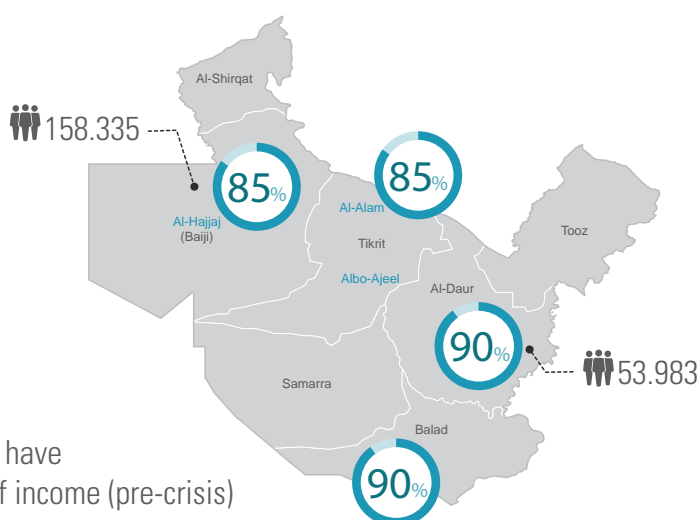 Al-Shirqat
158.335
85%
85%
Al-Hajjaj
(Baiji)
Al-Alam
Tikrit
Tooz
Albo-Ajeel
Al-Daur
90%
53.983
Samarra
Balad
have
f income (pre-crisis)
90%